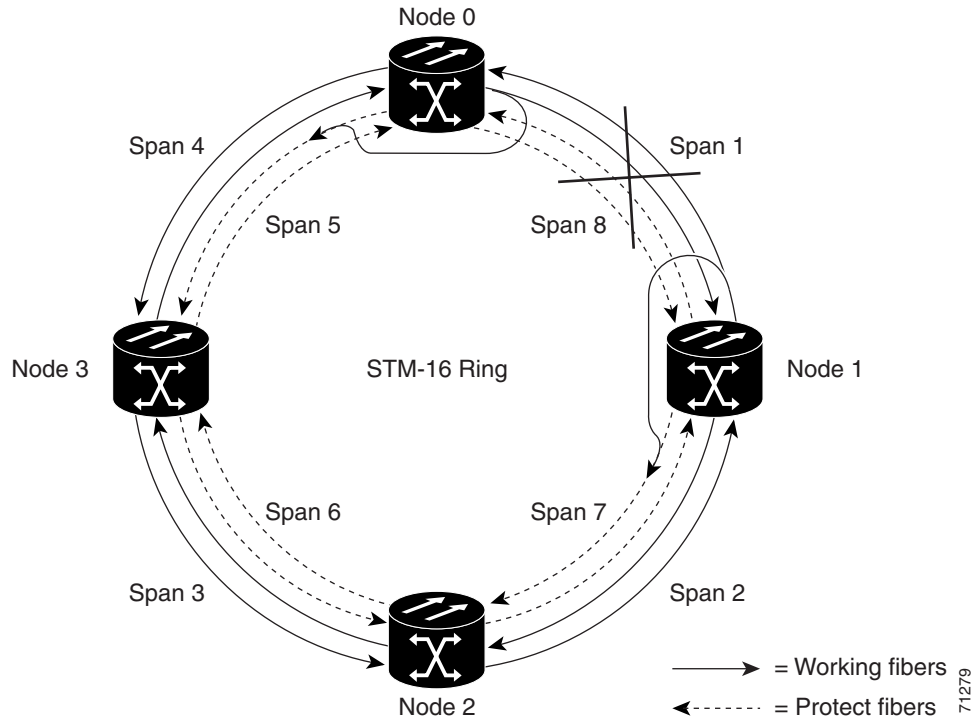 Node 0
Span 4
Span 1
Span 5
Span 8
Node 3
STM-16 Ring
Node 1
Span 6
Span 7
Span 3
Span 2
Node 2
= Working fibers
= Protect fibers
71279